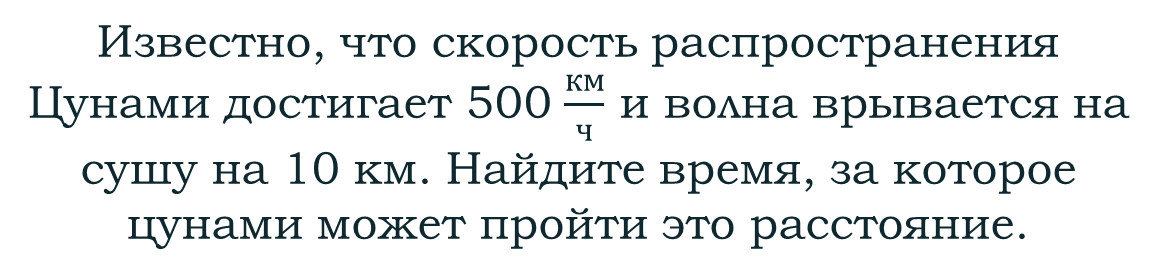 Известно, что скорость распространения
Цунами достигает 500 км/ч и волна врывается на
сушу на 10 км. Найдите время, за которое
цунами может пройти это расстояние.